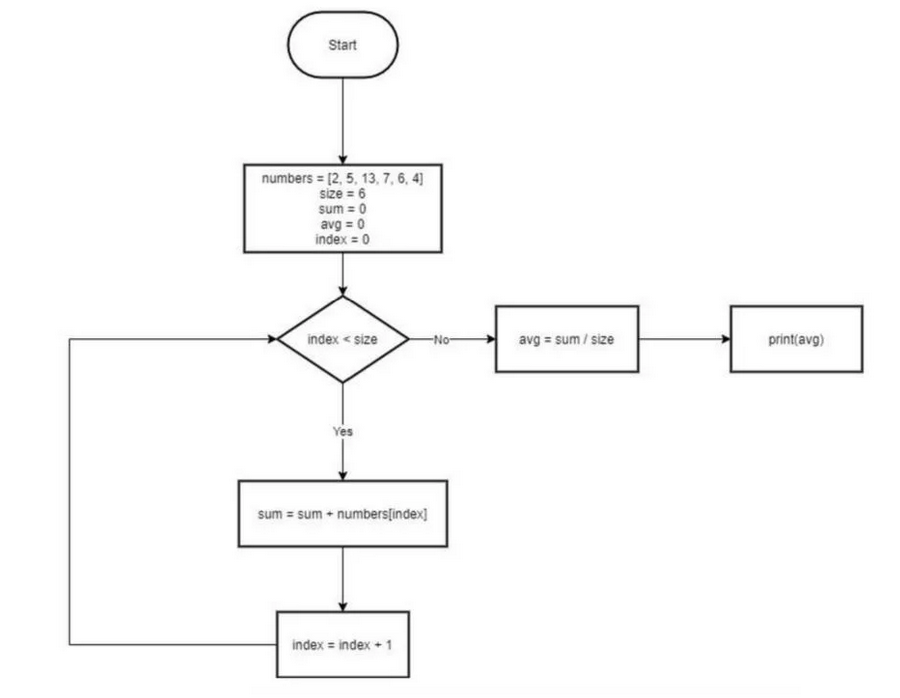 Start
numbers = [2, 5, 13, 7, 6, 4]
size = 6
sum = 0
avg = 0
index = 0
index < size
No
avg = sum / size
print(avg)
Yes
sum = sum + numbers[index]
index = index + 1